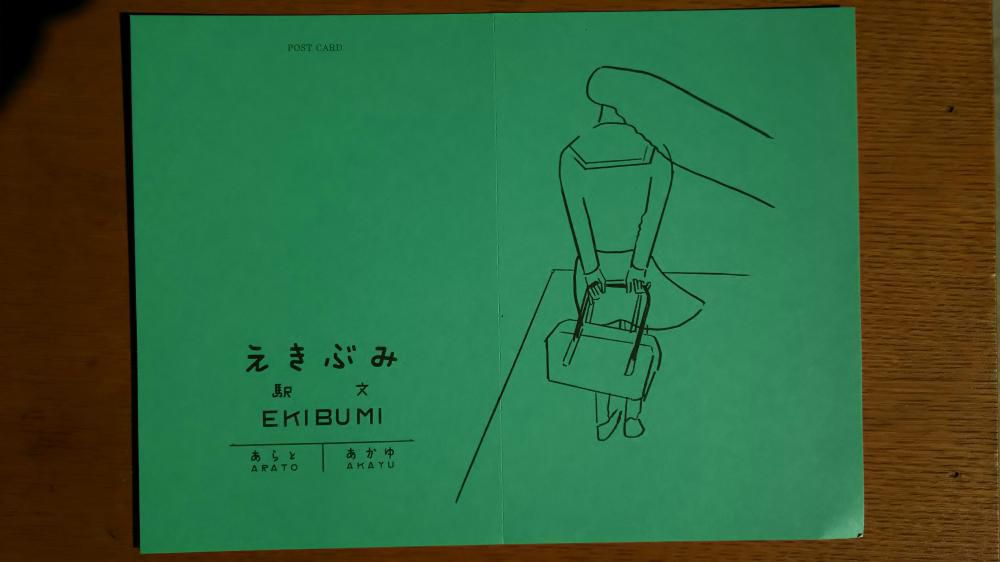 POST CARD
えきぶみ
駅 文
EKIBUMI
あらと あかゆ
ARATO AKAYU